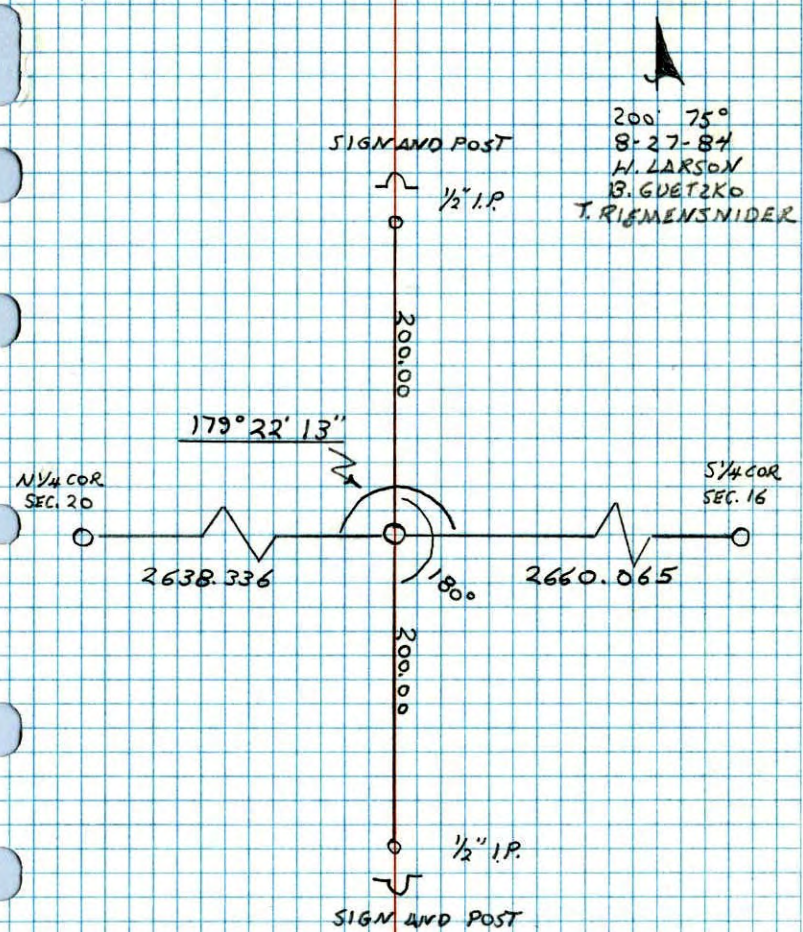 200' 75°
8-27-84
H. LARSON
B. GUETZKO
T. RIEMENSNIDER
SIGN AND POST
1/2" I.P.
200.00
179° 22' 13"
N 1/4 COR
SEC. 20
S 1/4 COR
SEC. 16
2638.336
180°
2660.065
200.00
1/2" I.P.
SIGN AND POST